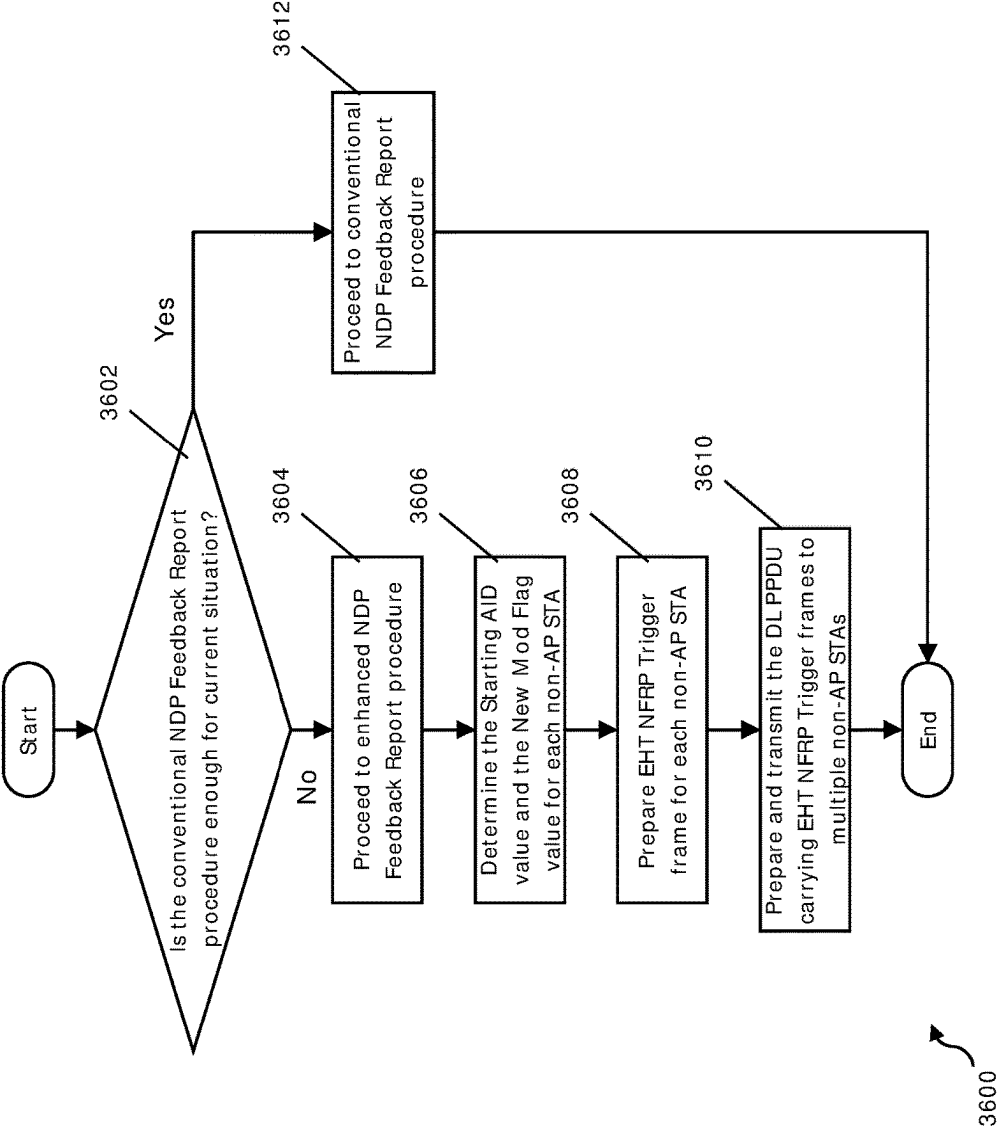 Start
3602
Is the conventional NDP Feedback Report
procedure enough for current situation?
Yes
No
3612
Proceed to conventional
NDP Feedback Report
procedure
3604
Proceed to enhanced NDP
Feedback Report procedure
3606
Determine the Starting AID
value and the New Mod Flag
value for each non-AP STA
3608
Prepare EHT NFRP Trigger
frame for each non-AP STA
3610
Prepare and transmit the DL PPDU
carrying EHT NFRP Trigger frames to
multiple non-AP STAs
End
3600